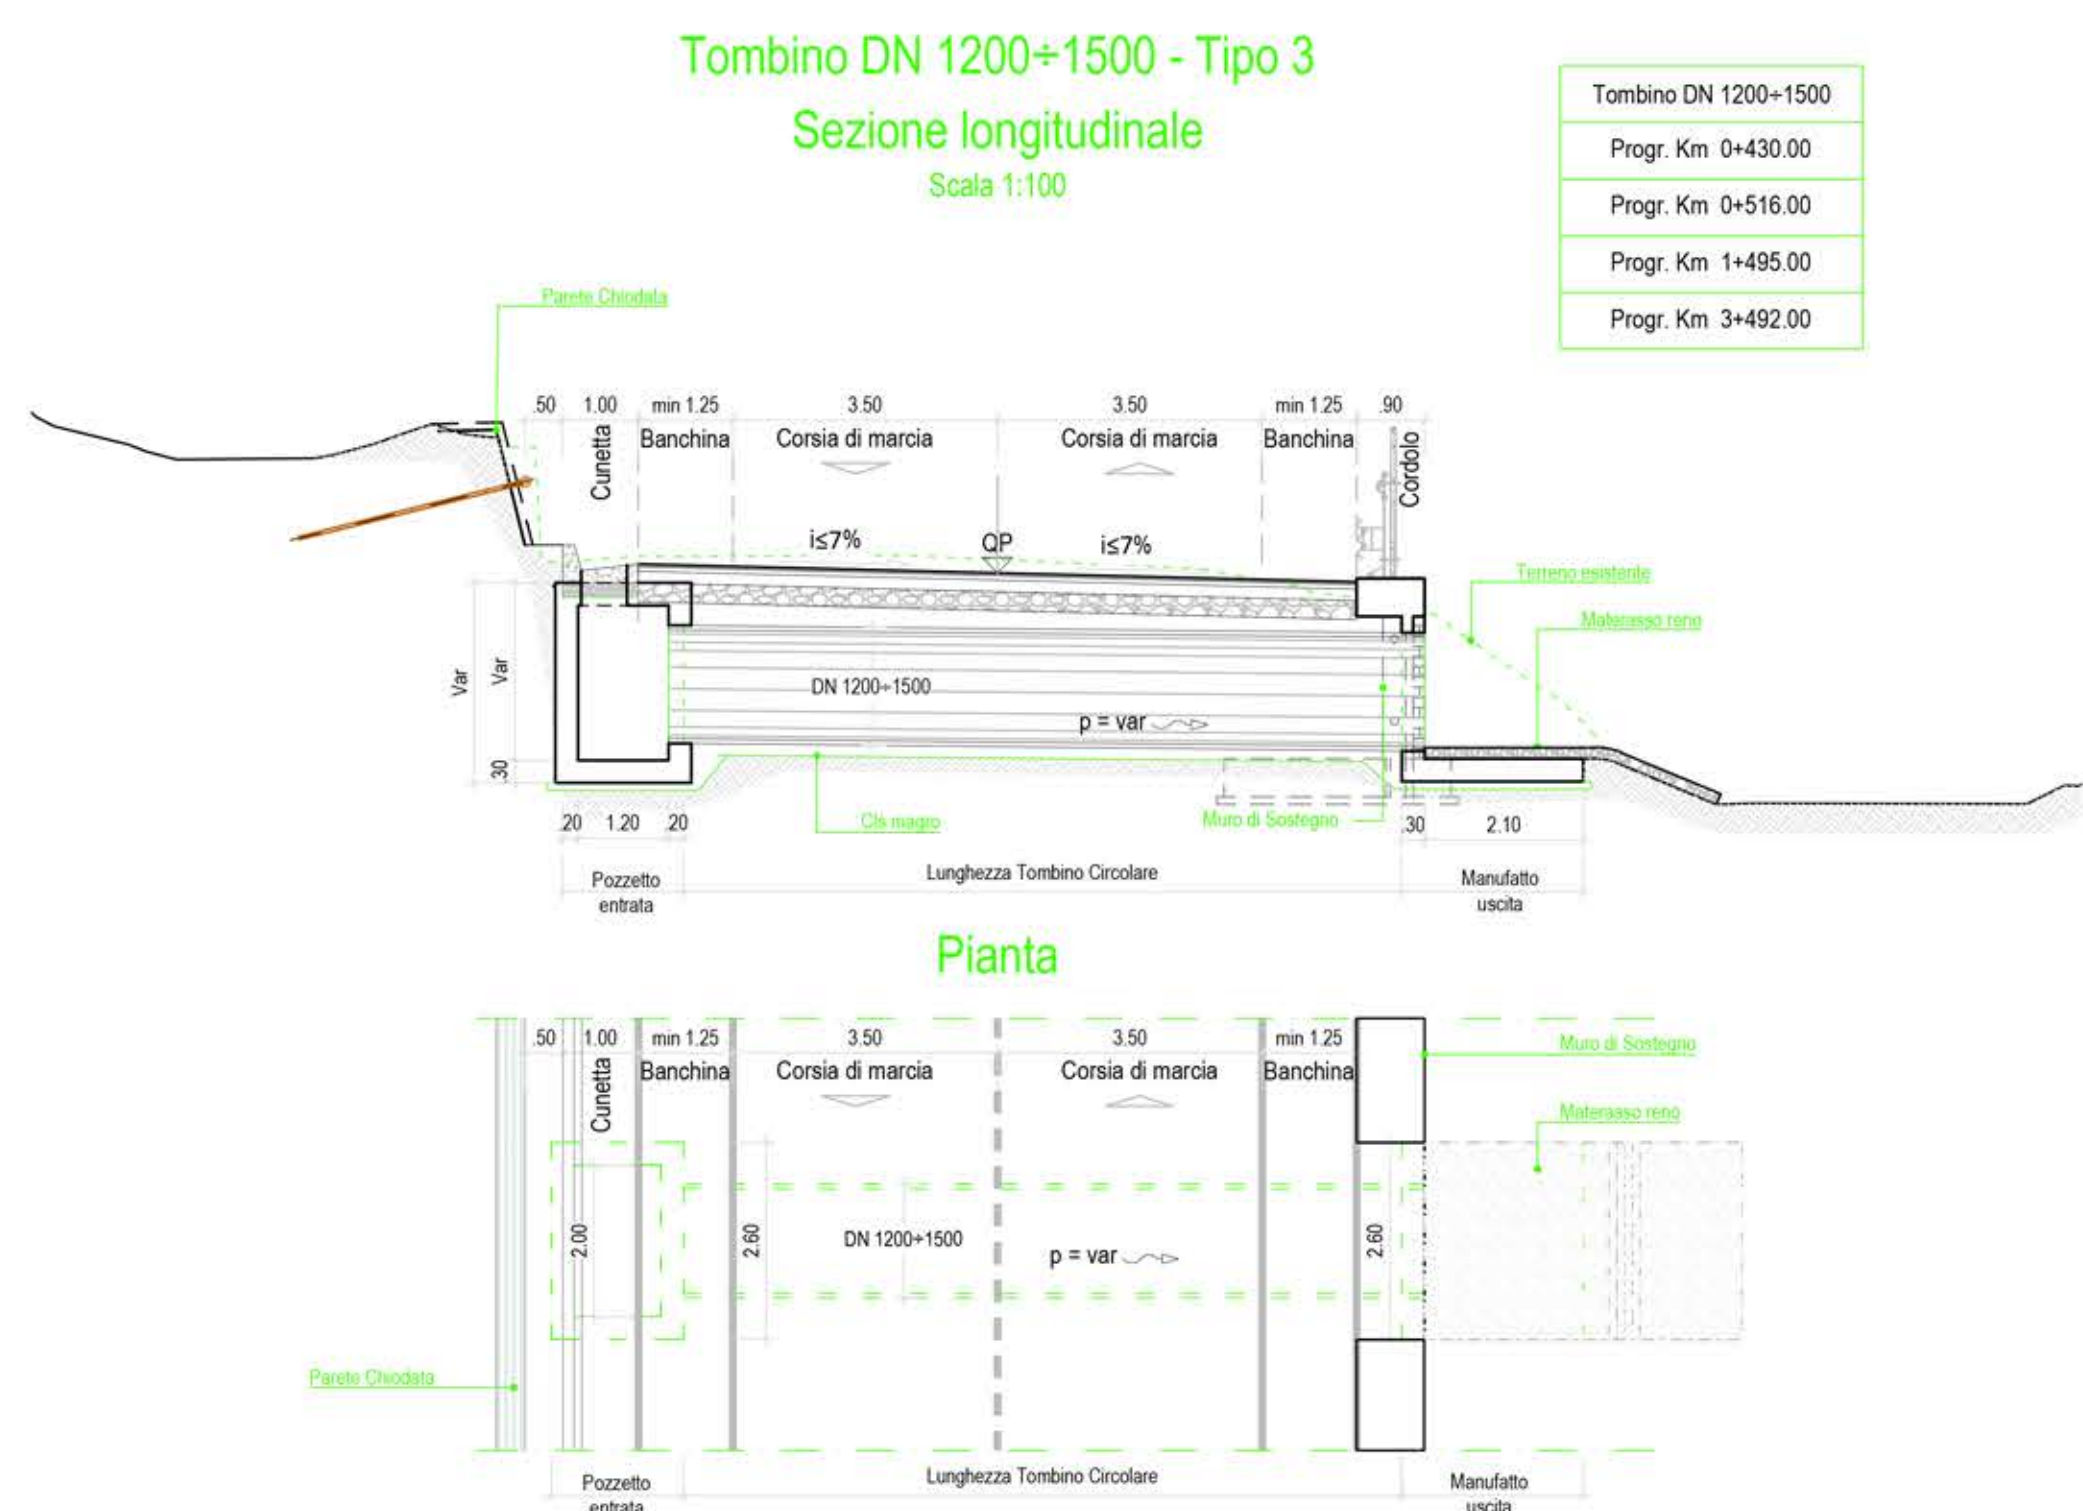 Tombino DN 1200÷1500 - Tipo 3
Sezione longitudinale
Scala 1:100
Tombino DN 1200÷1500
Progr. Km 0+430.00
Progr. Km 0+516.00
Progr. Km 1+495.00
Progr. Km 3+492.00
Parete Chiodata
.50 1.00 min 1.25 3.50 3.50 min 1.25 .90
Cunetta Banchina Corsia di marcia Corsia di marcia Banchina Cordolo
i≤7% QP i≤7%
Terreno esistente
Materasso reno
Var Var
DN 1200÷1500
p = var
.30
Cls magro
Muro di Sostegno
.20 1.20 .20 .30 2.10
Pozzetto
entrata
Lunghezza Tombino Circolare
Manufatto
uscita
Pianta
.50 1.00 min 1.25 3.50 3.50 min 1.25
Cunetta Banchina Corsia di marcia Corsia di marcia Banchina
Muro di Sostegno
Materasso reno
2.00 2.60 DN 1200÷1500 p = var 2.60
Parete Chiodata
Pozzetto
entrata
Lunghezza Tombino Circolare
Manufatto
uscita